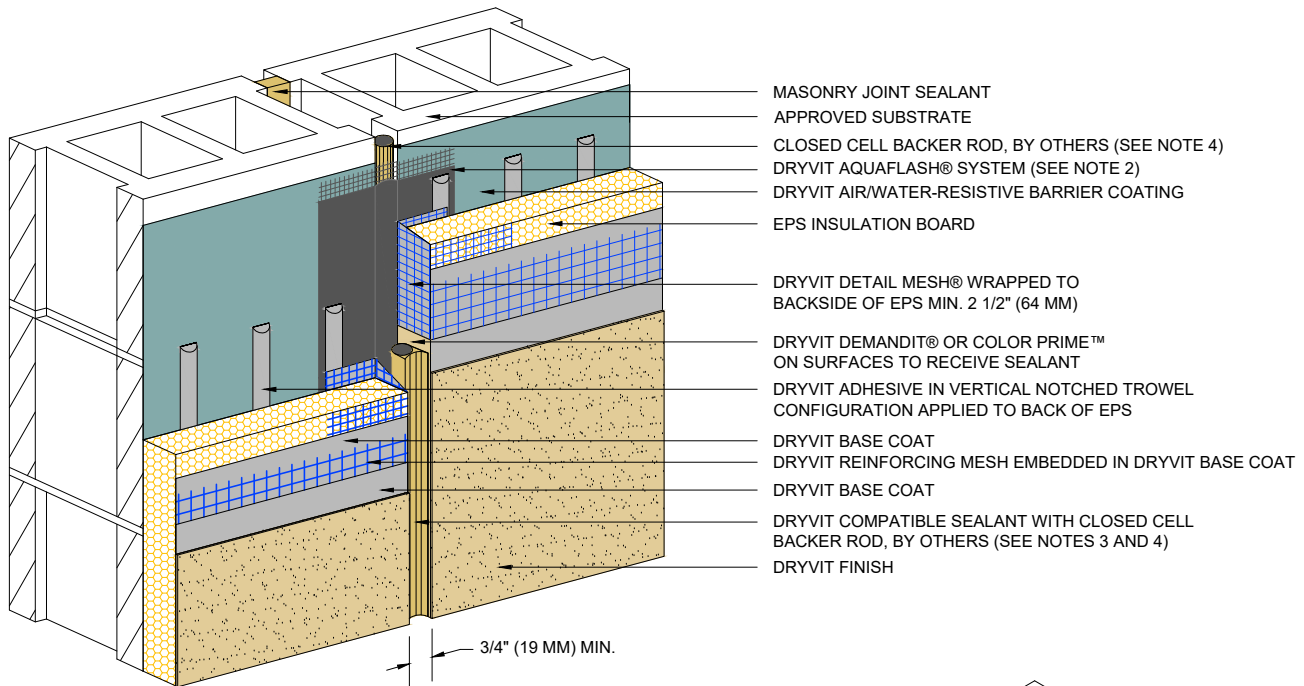 MASONRY JOINT SEALANT
APPROVED SUBSTRATE
CLOSED CELL BACKER ROD, BY OTHERS (SEE NOTE 4)
DRYVIT AQUAFLASH® SYSTEM (SEE NOTE 2)
DRYVIT AIR/WATER-RESISTIVE BARRIER COATING
EPS INSULATION BOARD
DRYVIT DETAIL MESH® WRAPPED TO
BACKSIDE OF EPS MIN. 2 1/2" (64 MM)
DRYVIT DEMANDIT® OR COLOR PRIME™
ON SURFACES TO RECEIVE SEALANT
DRYVIT ADHESIVE IN VERTICAL NOTCHED TROWEL
CONFIGURATION APPLIED TO BACK OF EPS
DRYVIT BASE COAT
DRYVIT REINFORCING MESH EMBEDDED IN DRYVIT BASE COAT
DRYVIT BASE COAT
DRYVIT COMPATIBLE SEALANT WITH CLOSED CELL
BACKER ROD, BY OTHERS (SEE NOTES 3 AND 4)
DRYVIT FINISH
3/4" (19 MM) MIN.